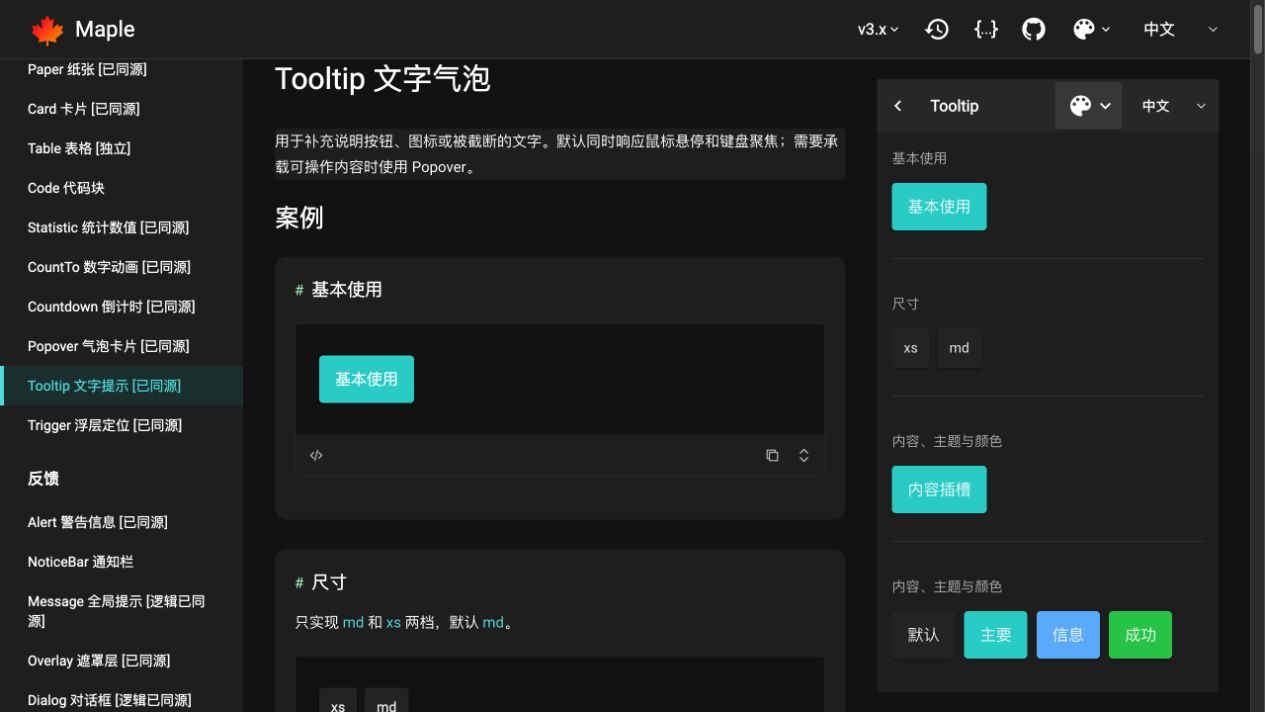 Maple
v3.x
中文
Paper 纸张 [已同源]
Card 卡片 [已同源]
Table 表格 [独立]
Code 代码块
Statistic 统计数值 [已同源]
CountTo 数字动画 [已同源]
Countdown 倒计时 [已同源]
Popover 气泡卡片 [已同源]
Tooltip 文字提示 [已同源]
Trigger 浮层定位 [已同源]
反馈
Alert 警告信息 [已同源]
NoticeBar 通知栏
Message 全局提示 [逻辑已同
源]
Overlay 遮罩层 [已同源]
Dialog 对话框 [逻辑已同源]
Tooltip 文字气泡
用于补充说明按钮、图标或被截断的文字。默认同时响应鼠标悬停和键盘聚焦；需要承
载可操作内容时使用 Popover。
案例
# 基本使用
基本使用
# 尺寸
只实现 md 和 xs 两档，默认 md。
xs md
Tooltip
中文
基本使用
基本使用
尺寸
xs md
内容、主题与颜色
内容插槽
内容、主题与颜色
默认 主要 信息 成功